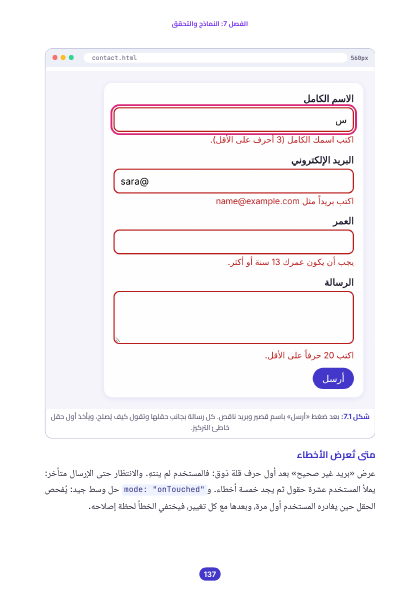 الفصل 7: النماذج والتحقق
contact.html
560px
الاسم الكامل
س
اكتب اسمك الكامل (3 أحرف على الأقل).
البريد الإلكتروني
sara@
اكتب بريداً مثل name@example.com
العمر
يجب أن يكون عمرك 13 سنة أو أكثر.
الرسالة
اكتب 20 حرفاً على الأقل.
أرسل
شكل 7.1: بعد ضغط «أرسل» باسم قصير وبريد ناقص. كل رسالة بجانب حقلها وتقول كيف يُصلح، ويأخذ أول حقل
خاطئ التركيز.
متى تُعرض الأخطاء
عرض «بريد غير صحيح» بعد أول حرف قلة ذوق: فالمستخدم لم ينته. والانتظار حتى الإرسال متأخر:
يملأ المستخدم عشرة حقول ثم يجد خمسة أخطاء. و mode: "onTouched" حل وسط جيد: يُفحص
الحقل حين يغادره المستخدم أول مرة، وبعدها مع كل تغيير، فيختفي الخطأ لحظة إصلاحه.
137